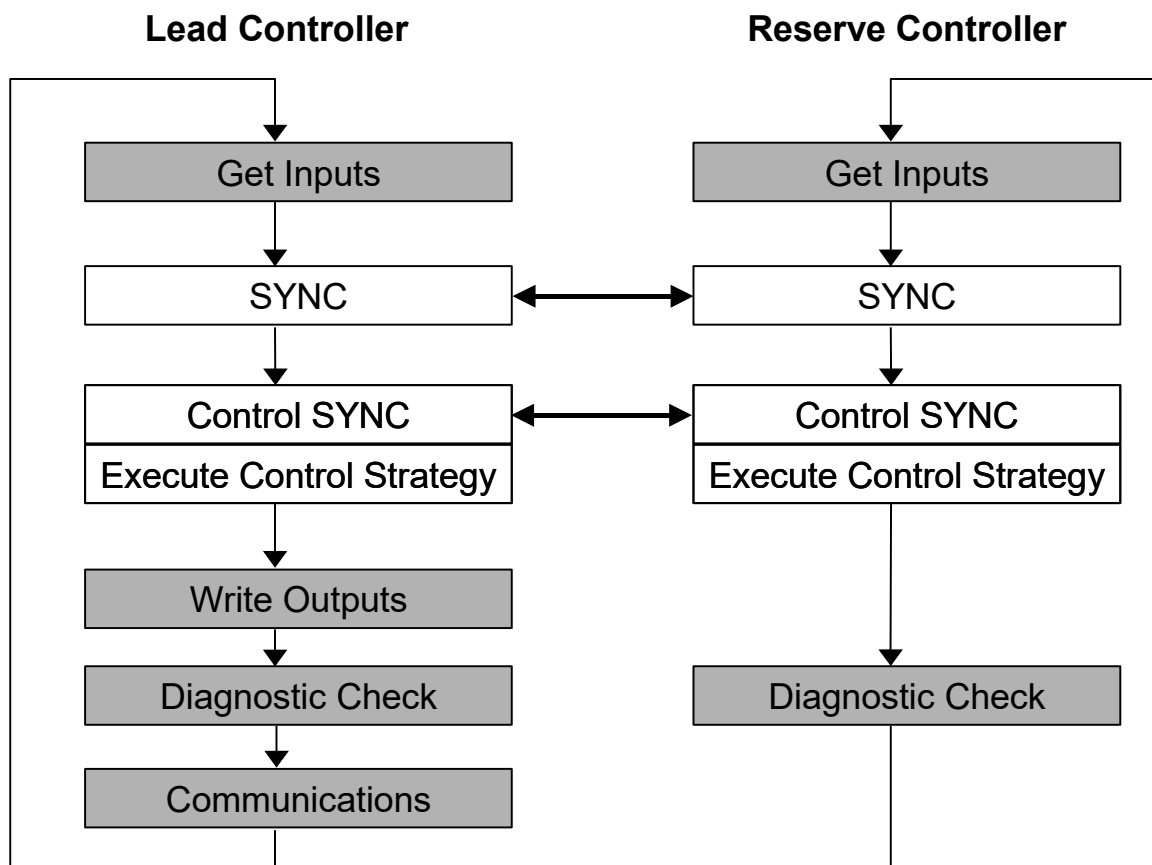 Lead Controller
Get Inputs
SYNC
Control SYNC
Execute Control Strategy
Write Outputs
Diagnostic Check
Communications
Reserve Controller
Get Inputs
SYNC
Control SYNC
Execute Control Strategy
Diagnostic Check